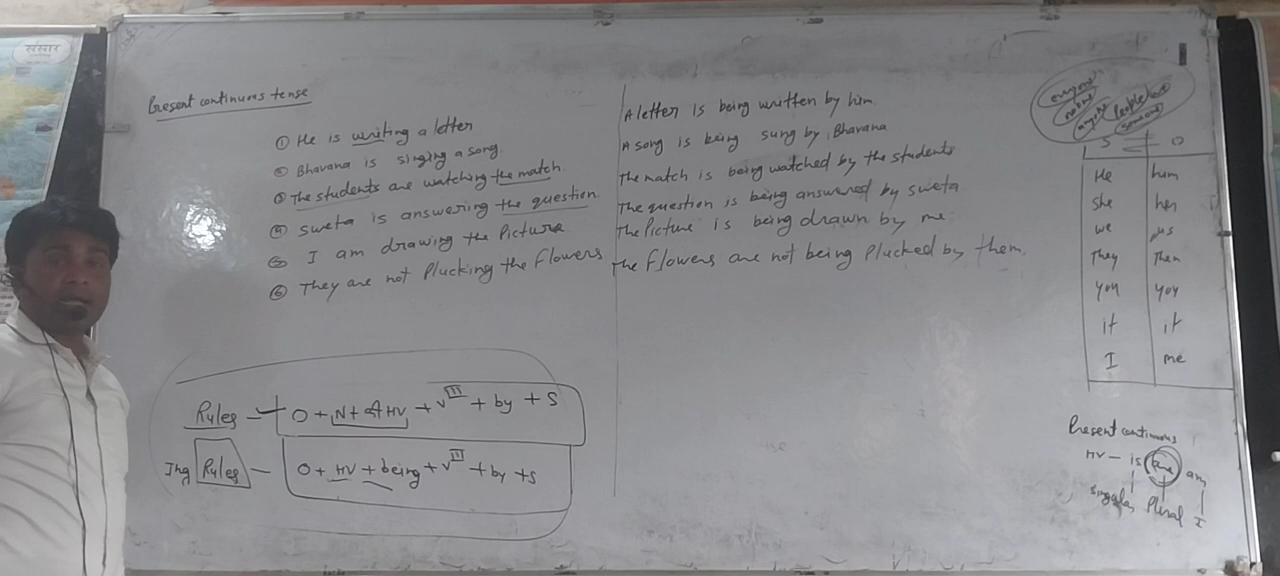 Present continuous tense
① He is writing a letter
② Bhavana is singing a song
③ The students are watching the match
④ sweta is answering the question
⑤ I am drawing the Picture
⑥ They are not Plucking the flowers
A letter is being written by him
A song is being sung by Bhavana
The match is being watched by the students
The question is being answered by sweta
The Picture is being drawn by me.
The flowers are not being Plucked by them.
Rules - O + N + AHV + V III + by + S
Ing Rules - O + HV + being + V III + by + S
People
someone
S O
He him
she her
we us
They Them
you you
it it
I me
Present continuous
HV - is are am
singular Plural I